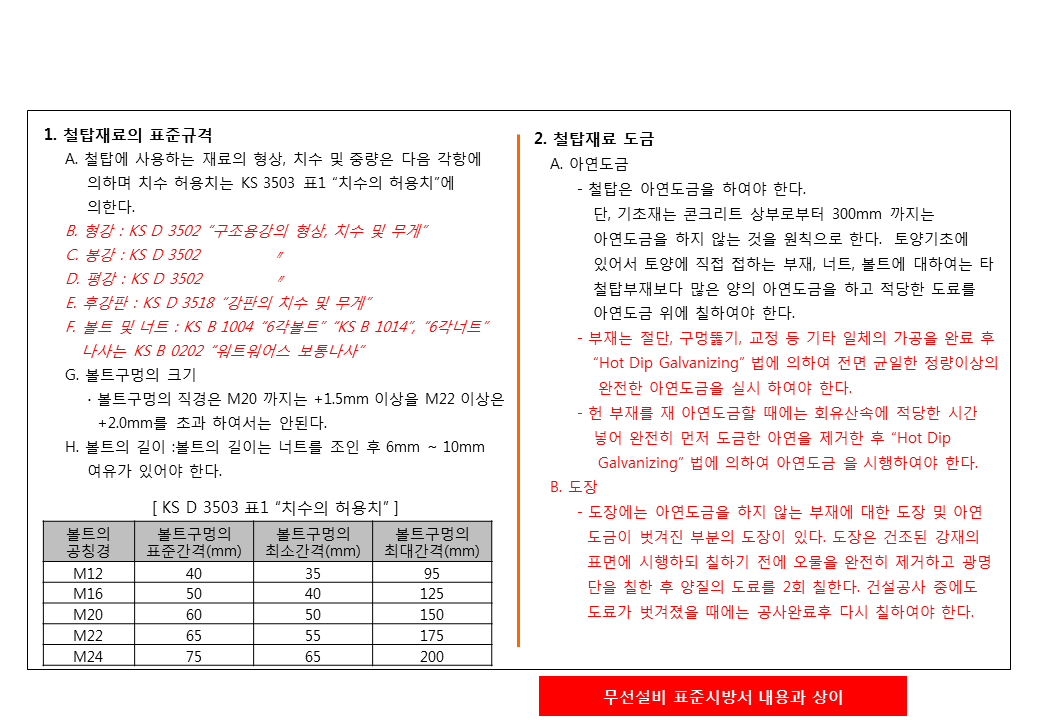 1. 철탑재료의 표준규격
A. 철탑에 사용하는 재료의 형상, 치수 및 중량은 다음 각항에
의하며 치수 허용치는 KS 3503 표1 “치수의 허용치”에
의한다.
B. 형강 : KS D 3502 “구조용강의 형상, 치수 및 무게”
C. 봉강 : KS D 3502 〃
D. 평강 : KS D 3502 〃
E. 후강판 : KS D 3518 “강판의 치수 및 무게”
F. 볼트 및 너트 : KS B 1004 “6각볼트” “KS B 1014”, “6각너트”
나사는 KS B 0202 “위트워어스 보통나사”
G. 볼트구멍의 크기
· 볼트구멍의 직경은 M20 까지는 +1.5mm 이상을 M22 이상은
+2.0mm를 초과 하여서는 안된다.
H. 볼트의 길이 :볼트의 길이는 너트를 조인 후 6mm ~ 10mm
여유가 있어야 한다.
[ KS D 3503 표1 “치수의 허용치” ]
볼트의 공칭경 볼트구멍의 표준간격(mm) 볼트구멍의 최소간격(mm) 볼트구멍의 최대간격(mm)
M12 40 35 95
M16 50 40 125
M20 60 50 150
M22 65 55 175
M24 75 65 200
2. 철탑재료 도금
A. 아연도금
- 철탑은 아연도금을 하여야 한다.
단, 기초재는 콘크리트 상부로부터 300mm 까지는
아연도금을 하지 않는 것을 원칙으로 한다. 토양기초에
있어서 토양에 직접 접하는 부재, 너트, 볼트에 대하여는 타
철탑부재보다 많은 양의 아연도금을 하고 적당한 도료를
아연도금 위에 칠하여야 한다.
- 부재는 절단, 구멍뚫기, 교정 등 기타 일체의 가공을 완료 후
“Hot Dip Galvanizing” 법에 의하여 전면 균일한 정량이상의
완전한 아연도금을 실시 하여야 한다.
- 헌 부재를 재 아연도금할 때에는 회유산속에 적당한 시간
넣어 완전히 먼저 도금한 아연을 제거한 후 “Hot Dip
Galvanizing” 법에 의하여 아연도금 을 시행하여야 한다.
B. 도장
- 도장에는 아연도금을 하지 않는 부재에 대한 도장 및 아연
도금이 벗겨진 부분의 도장이 있다. 도장은 건조된 강재의
표면에 시행하되 칠하기 전에 오물을 완전히 제거하고 광명
단을 칠한 후 양질의 도료를 2회 칠한다. 건설공사 중에도
도료가 벗겨졌을 때에는 공사완료후 다시 칠하여야 한다.
무선설비 표준시방서 내용과 상이